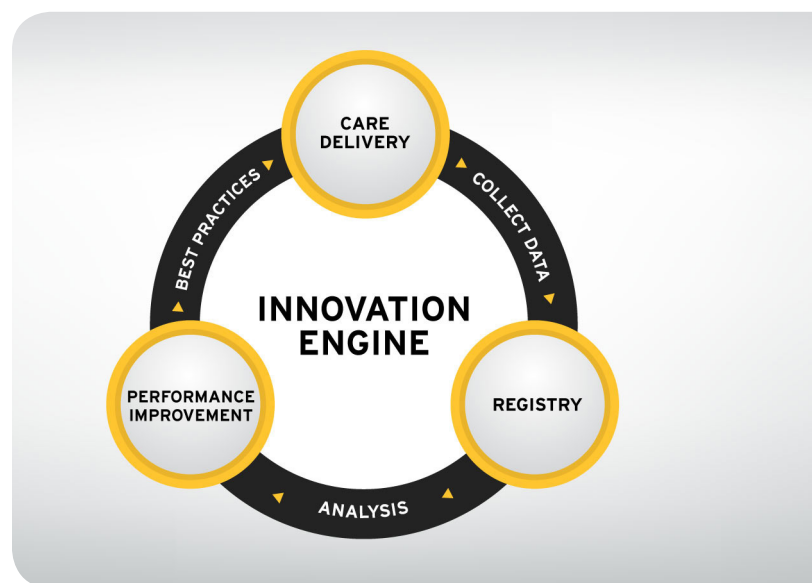 CARE
DELIVERY
COLLECT DATA
BEST PRACTICES
INNOVATION
ENGINE
PERFORMANCE
IMPROVEMENT
REGISTRY
ANALYSIS